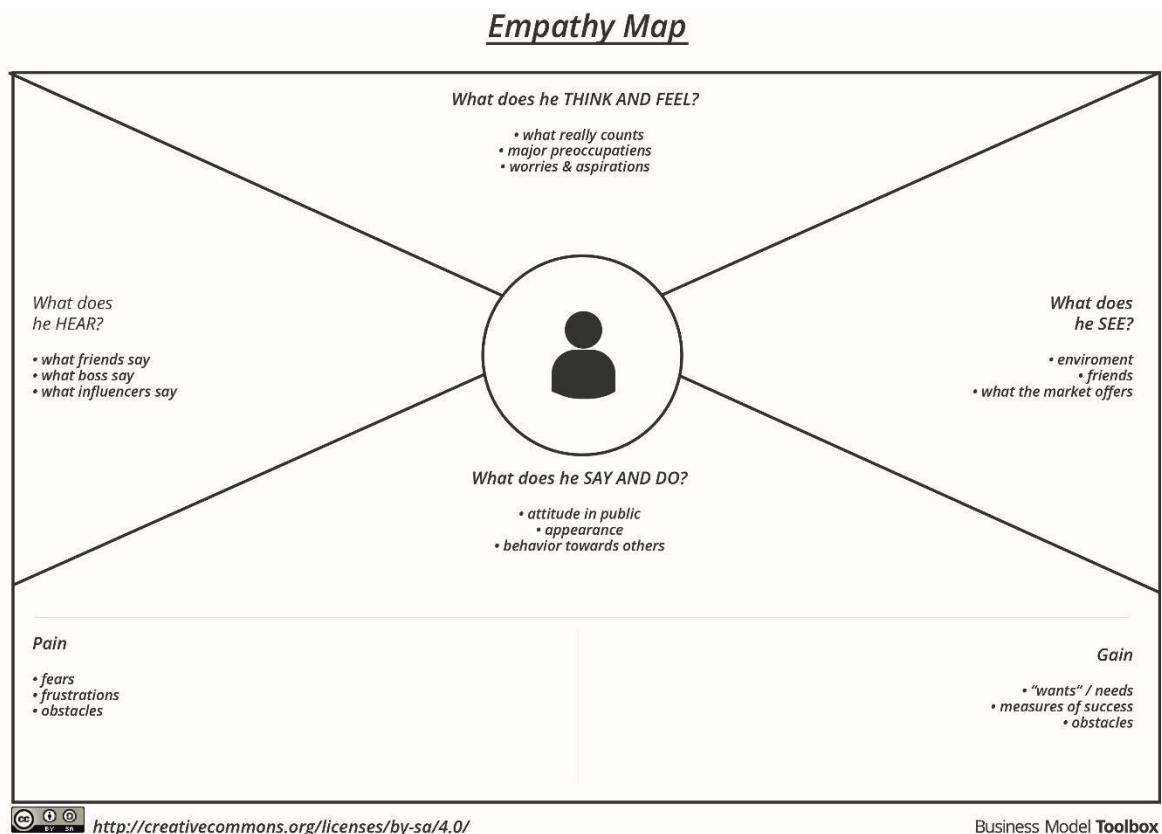 Empathy Map
What does he THINK AND FEEL?
• what really counts
• major preoccupatiens
• worries & aspirations
What does
he HEAR?
• what friends say
• what boss say
• what influencers say
What does
he SEE?
• enviroment
• friends
• what the market offers
What does he SAY AND DO?
• attitude in public
• appearance
• behavior towards others
Pain
• fears
• frustrations
• obstacles
Gain
• “wants“ / needs
• measures of success
• obstacles
cc BY SA
http://creativecommons.org/licenses/by-sa/4.0/
Business Model Toolbox